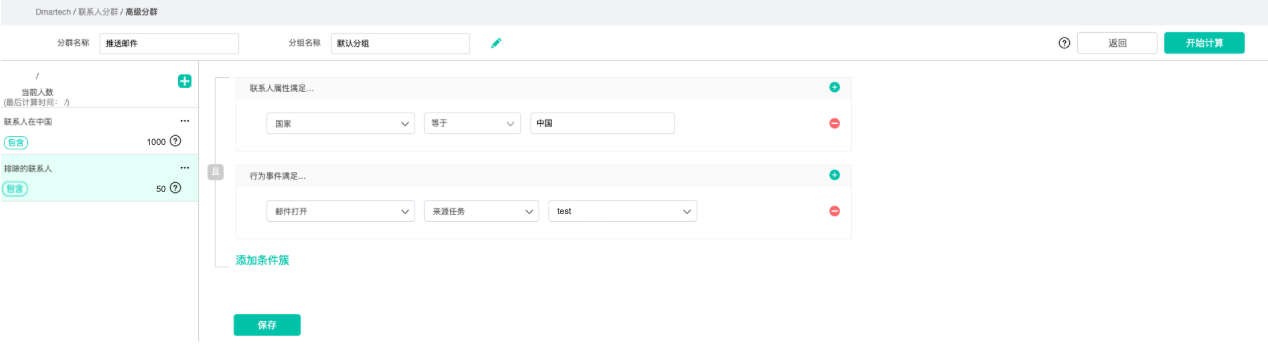 Dmartech / 联系人分群 / 高级分群
分群名称 推送邮件 分组名称 默认分组 返回 开始计算
/
当前人数
(最后计算时间: /)
联系人在中国 ...
包含 1000
排除的联系人 ...
包含 50
联系人属性满足...
国家 等于 中国
且
行为事件满足...
邮件打开 来源任务 test
添加条件簇
保存